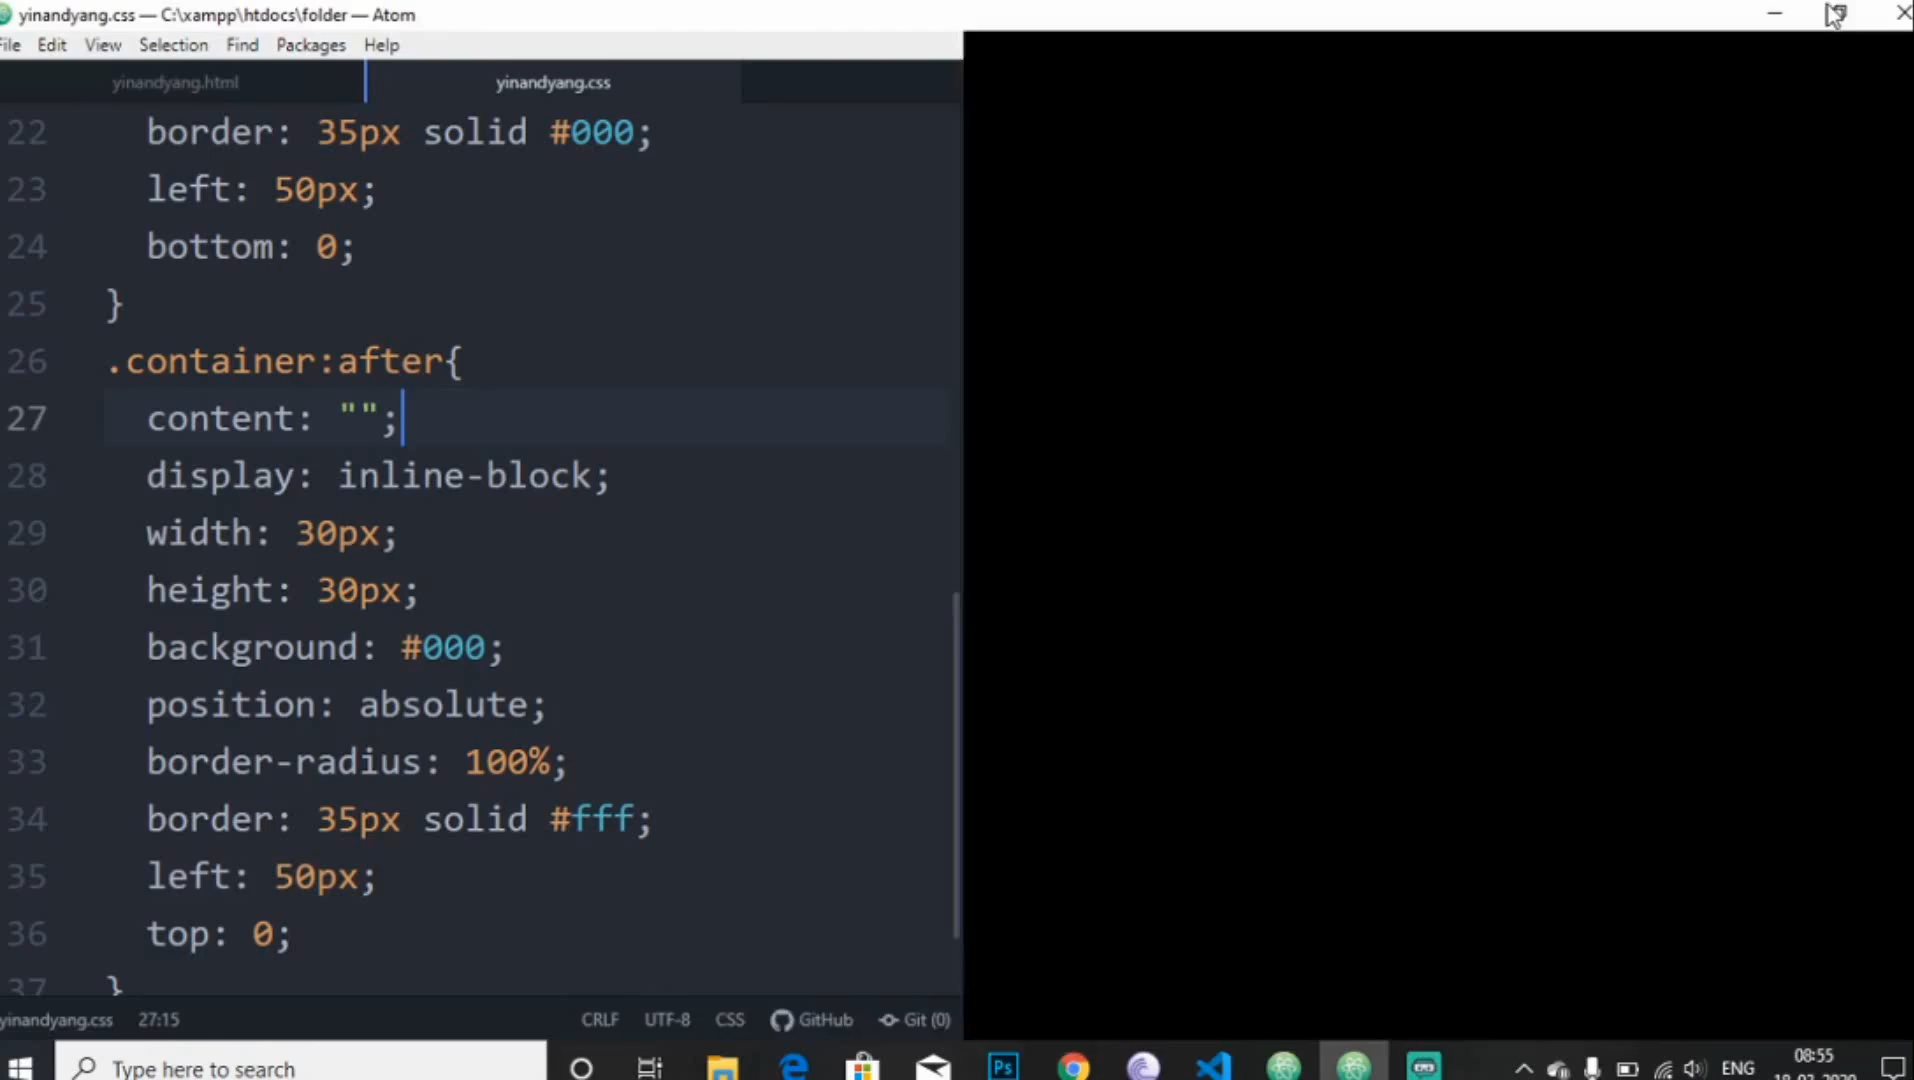 yinandyang.css — C:\xampp\htdocs\folder — Atom
File Edit View Selection Find Packages Help
yinandyang.html yinandyang.css
22 border: 35px solid #000;
23 left: 50px;
24 bottom: 0;
25 }
26 .container:after{
27 content: "";
28 display: inline-block;
29 width: 30px;
30 height: 30px;
31 background: #000;
32 position: absolute;
33 border-radius: 100%;
34 border: 35px solid #fff;
35 left: 50px;
36 top: 0;
37 }
yinandyang.css 27:15 CRLF UTF-8 CSS GitHub Git (0)
Type here to search Ps ENG 08:55